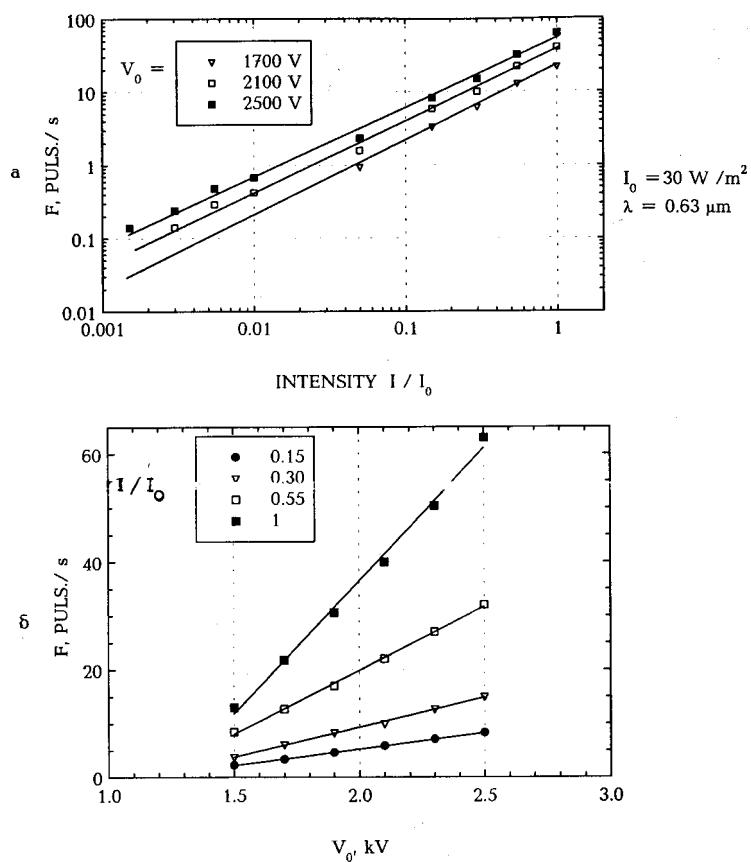 100
10
1
0.1
0.01
F, PULS./ s
V₀ =
1700 V
2100 V
2500 V
a
I₀ = 30 W /m²
λ = 0.63 μm
0.001
0.01
0.1
1
INTENSITY I / I₀
60
40
20
0
F, PULS./ s
I / I₀
0.15
0.30
0.55
1
δ
1.0
1.5
2.0
2.5
3.0
V₀, kV